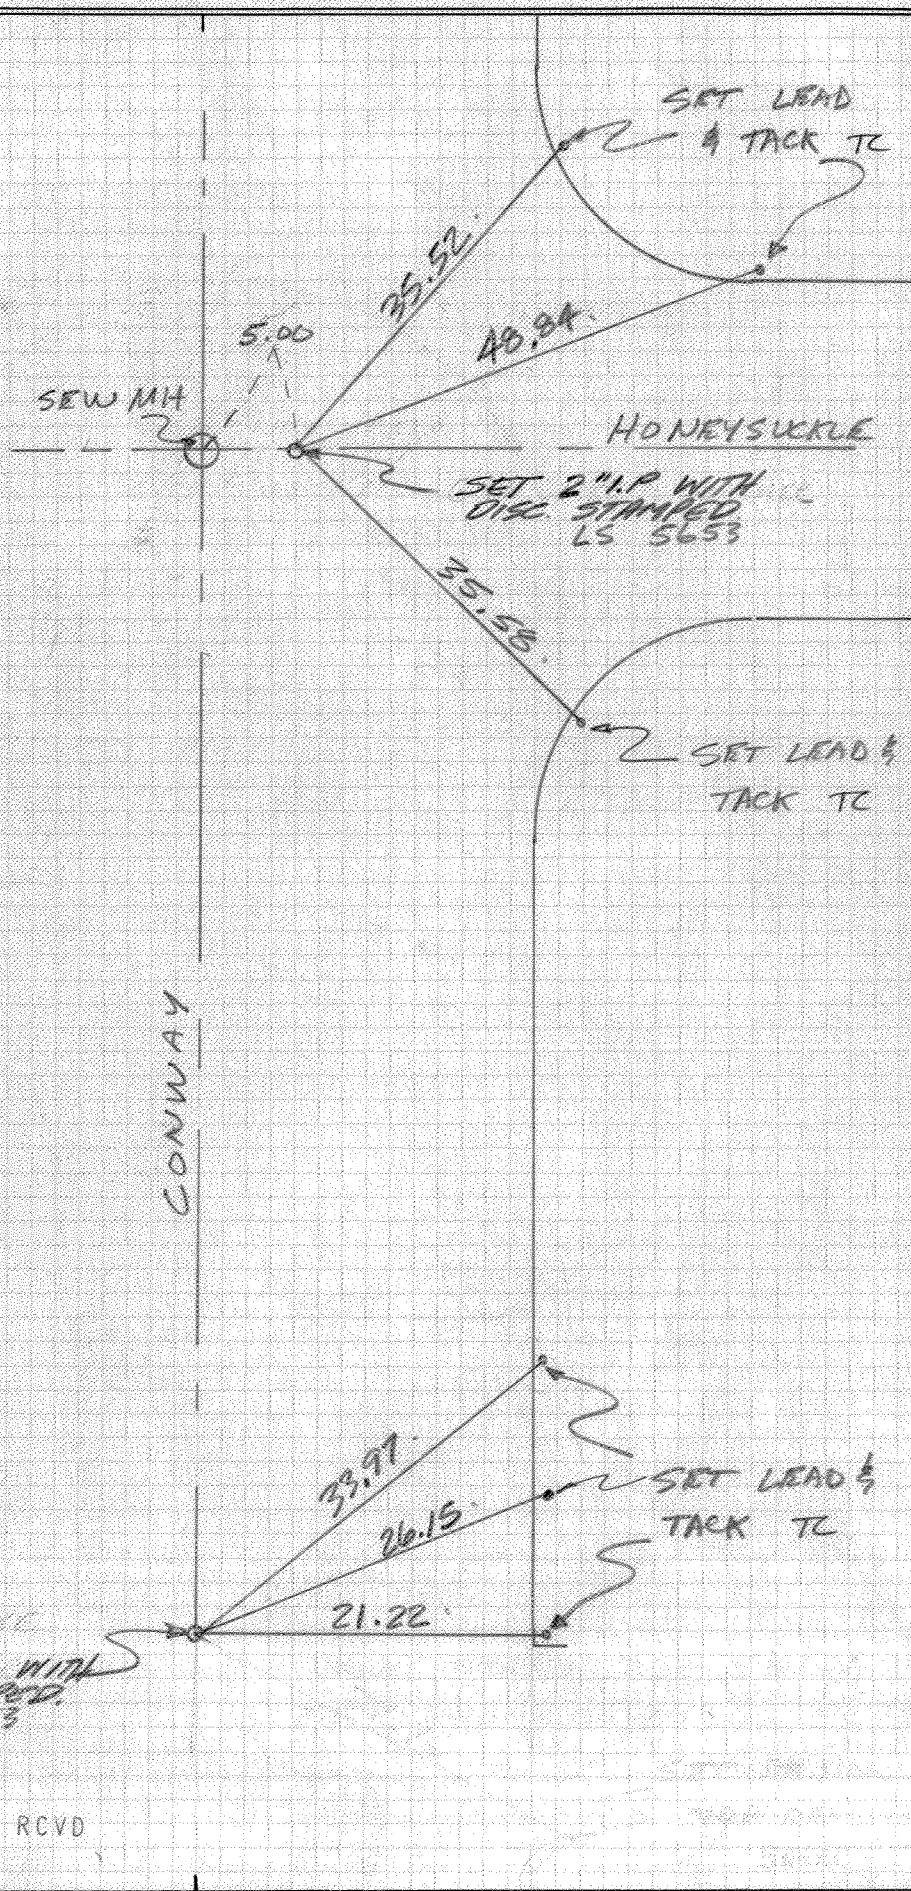 SET LEAD
& TACK TC
35.52
48.84
5.00
SEW MH
HONEYSUCKLE
SET 2" I.P WITH
DISC STAMPED
LS 5653
35.58
SET LEAD &
TACK TC
CONWAY
33.97
26.15
SET LEAD &
TACK TC
21.22
WITH
RCVD